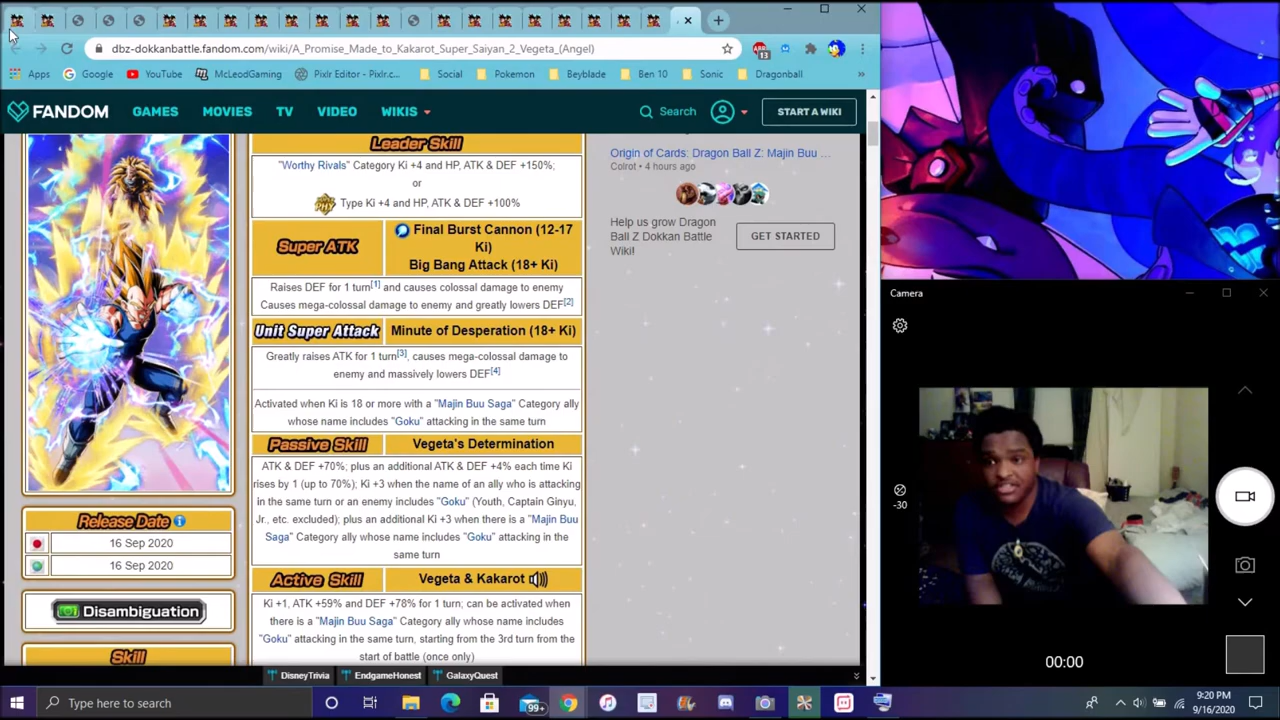 dbz-dokkanbattle.fandom.com/wiki/A_Promise_Made_to_Kakarot_Super_Saiyan_2_Vegeta_(Angel)
13
Apps Google YouTube McLeodGaming Pixlr Editor - Pixlr.c... Social Pokemon Beyblade Ben 10 Sonic Dragonball »
FANDOM GAMES MOVIES TV VIDEO WIKIS Search START A WIKI
Leader Skill
"Worthy Rivals" Category Ki +4 and HP, ATK & DEF +150%;
or
PHY Type Ki +4 and HP, ATK & DEF +100%
Super ATK
Final Burst Cannon (12-17
Ki)
Big Bang Attack (18+ Ki)
Raises DEF for 1 turn[1] and causes colossal damage to enemy
Causes mega-colossal damage to enemy and greatly lowers DEF[2]
Unit Super Attack
Minute of Desperation (18+ Ki)
Greatly raises ATK for 1 turn[3], causes mega-colossal damage to
enemy and massively lowers DEF[4]
Activated when Ki is 18 or more with a "Majin Buu Saga" Category ally
whose name includes "Goku" attacking in the same turn
Passive Skill
Vegeta's Determination
ATK & DEF +70%; plus an additional ATK & DEF +4% each time Ki
rises by 1 (up to 70%); Ki +3 when the name of an ally who is attacking
in the same turn or an enemy includes "Goku" (Youth, Captain Ginyu,
Jr., etc. excluded); plus an additional Ki +3 when there is a "Majin Buu
Saga" Category ally whose name includes "Goku" attacking in the
same turn
Active Skill
Vegeta & Kakarot
Ki +1, ATK +59% and DEF +78% for 1 turn; can be activated when
there is a "Majin Buu Saga" Category ally whose name includes
"Goku" attacking in the same turn, starting from the 3rd turn from the
start of battle (once only)
Release Date
16 Sep 2020
16 Sep 2020
Disambiguation
Skill
Origin of Cards: Dragon Ball Z: Majin Buu ...
Colrot • 4 hours ago
Help us grow Dragon
Ball Z Dokkan Battle
Wiki!
GET STARTED
DisneyTrivia EndgameHonest GalaxyQuest
Camera
-30
00:00
Type here to search
99+
9:20 PM
9/16/2020